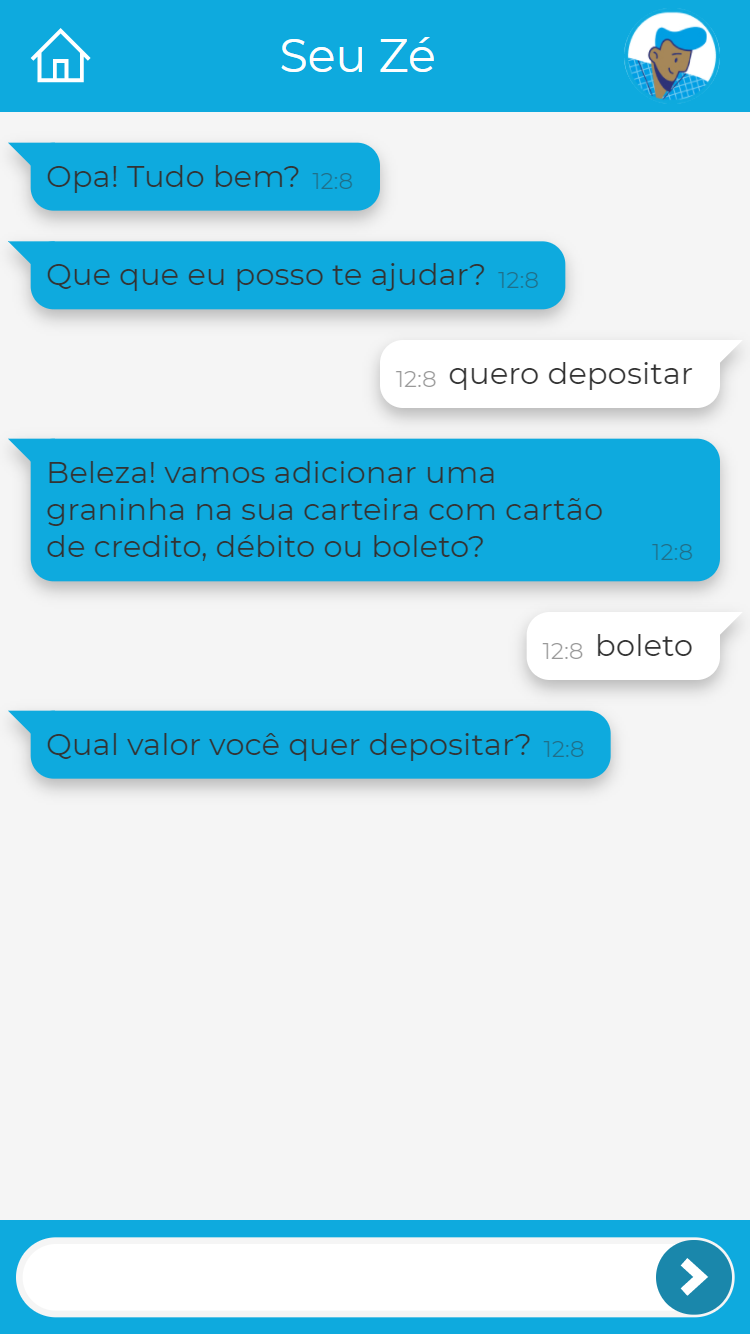 Seu Zé
Opa! Tudo bem? 12:8
Que que eu posso te ajudar? 12:8
12:8 quero depositar
Beleza! vamos adicionar uma
graninha na sua carteira com cartão
de credito, débito ou boleto? 12:8
12:8 boleto
Qual valor você quer depositar? 12:8